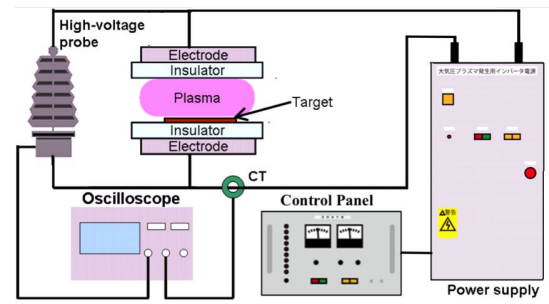 High-voltage
probe
Electrode
Insulator
Plasma
Target
Insulator
Electrode
CT
Oscilloscope
Control Panel
大気圧プラズマ発生用インバータ電源
警告
Power supply